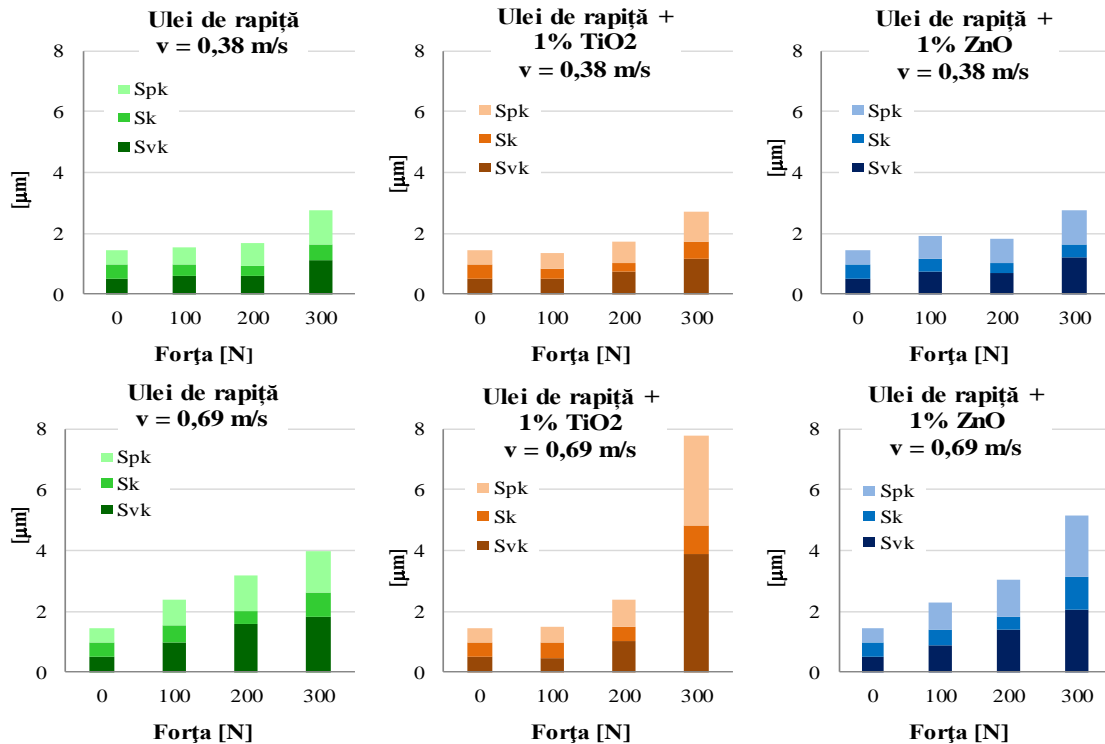 Ulei de rapiță
v = 0,38 m/s
[µm]
8
6
4
2
0
Spk
Sk
Svk
0 100 200 300
Forţa [N]
Ulei de rapiță +
1% TiO2
v = 0,38 m/s
[µm]
8
6
4
2
0
Spk
Sk
Svk
0 100 200 300
Forţa [N]
Ulei de rapiță +
1% ZnO
v = 0,38 m/s
[µm]
8
6
4
2
0
Spk
Sk
Svk
0 100 200 300
Forţa [N]
Ulei de rapiță
v = 0,69 m/s
[µm]
8
6
4
2
0
Spk
Sk
Svk
0 100 200 300
Forţa [N]
Ulei de rapiță +
1% TiO2
v = 0,69 m/s
[µm]
8
6
4
2
0
Spk
Sk
Svk
0 100 200 300
Forţa [N]
Ulei de rapiță +
1% ZnO
v = 0,69 m/s
[µm]
8
6
4
2
0
Spk
Sk
Svk
0 100 200 300
Forţa [N]